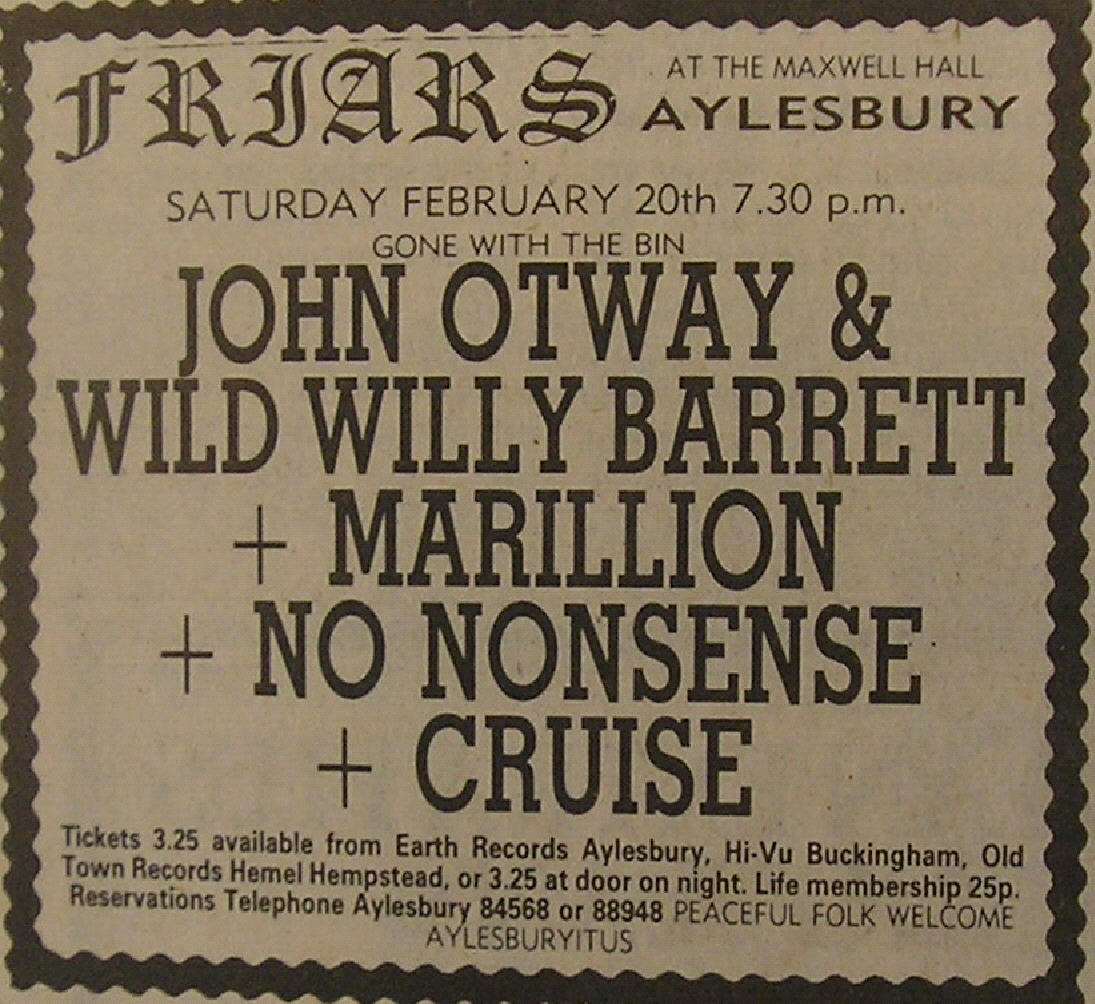 FRIARS AT THE MAXWELL HALL
AYLESBURY
SATURDAY FEBRUARY 20th 7.30 p.m.
GONE WITH THE BIN
JOHN OTWAY &
WILD WILLY BARRETT
+ MARILLION
+ NO NONSENSE
+ CRUISE
Tickets 3.25 available from Earth Records Aylesbury, Hi-Vu Buckingham, Old
Town Records Hemel Hempstead, or 3.25 at door on night. Life membership 25p.
Reservations Telephone Aylesbury 84568 or 88948 PEACEFUL FOLK WELCOME
AYLESBURYITUS